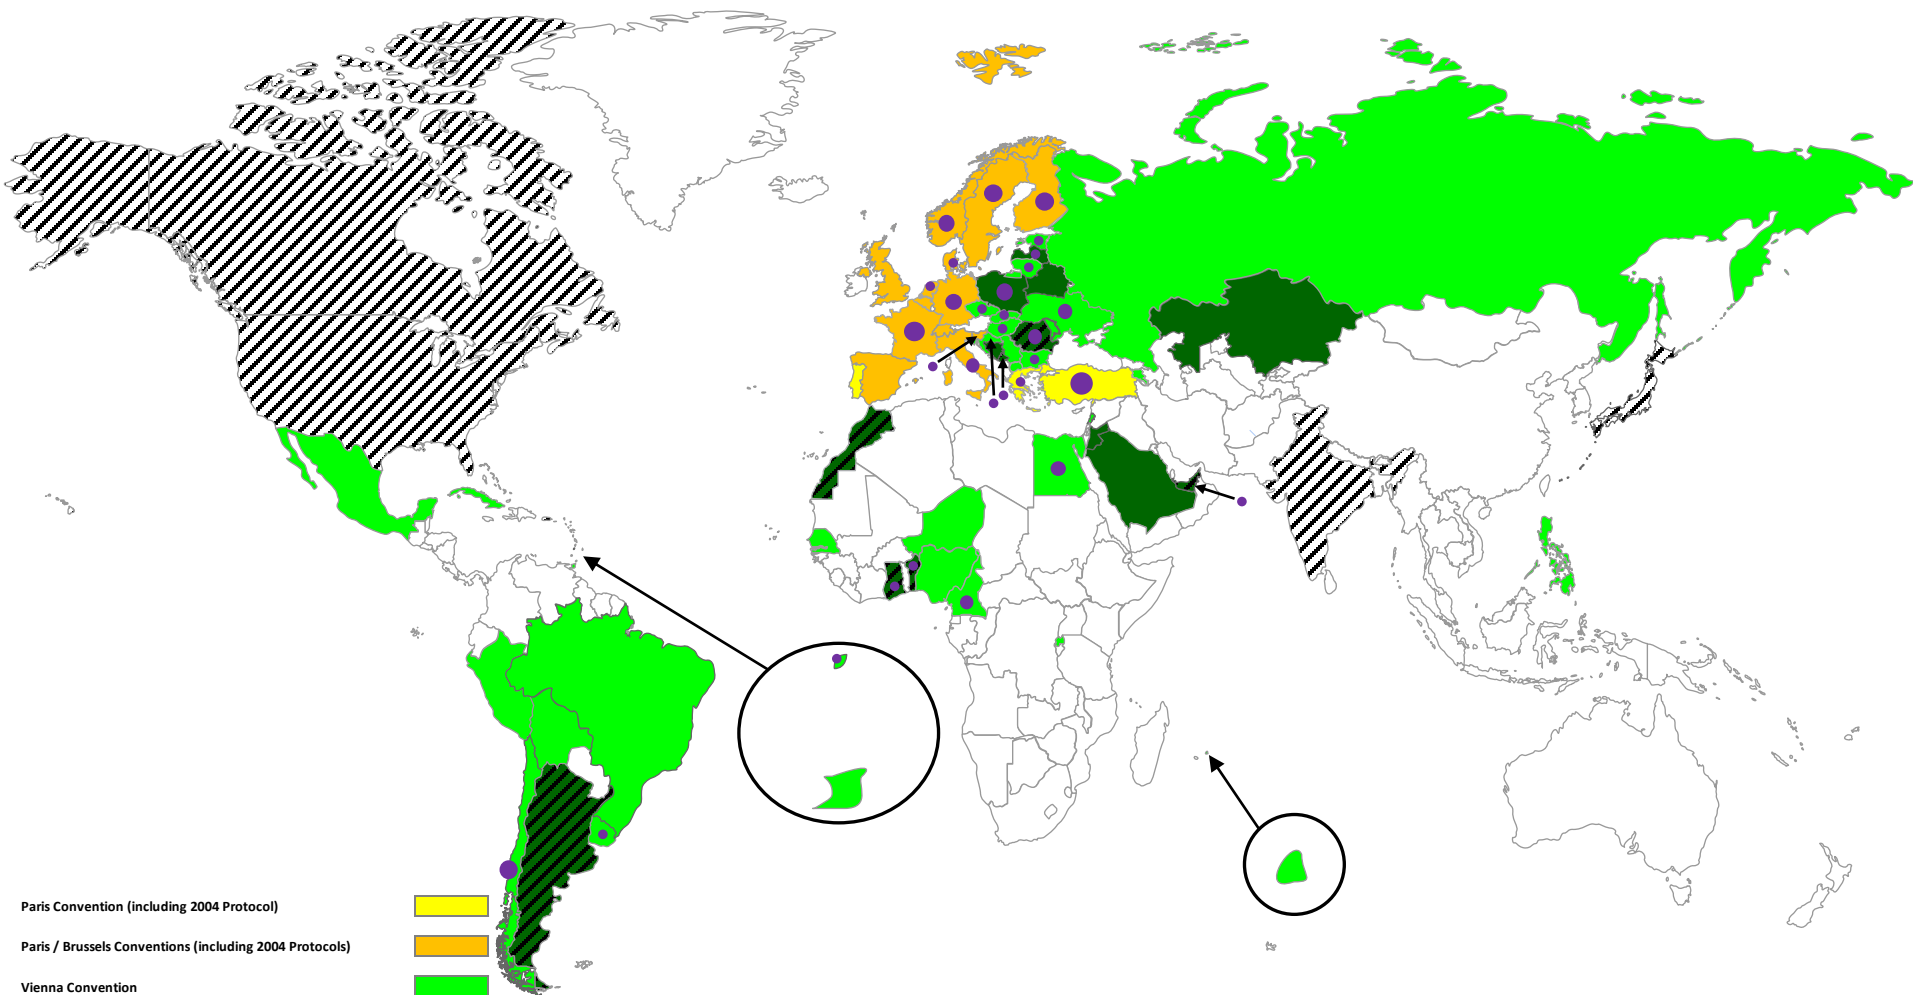 Paris Convention (including 2004 Protocol)
Paris / Brussels Conventions (including 2004 Protocols)
Vienna Convention